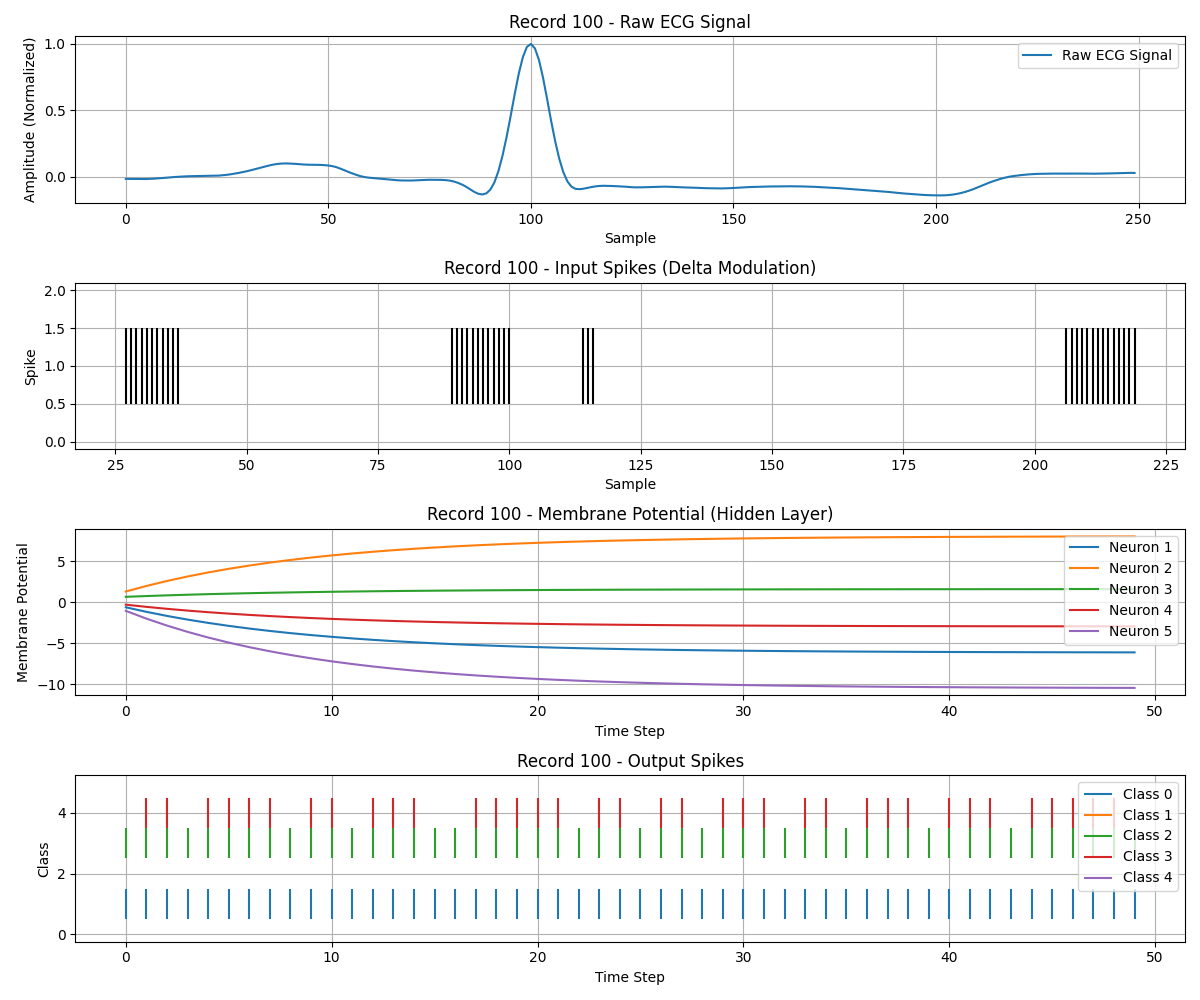 Record 100 - Raw ECG Signal
Amplitude (Normalized)
1.0
0.5
0.0
Raw ECG Signal
0 50 100 150 200 250
Sample
Record 100 - Input Spikes (Delta Modulation)
Spike
2.0
1.5
1.0
0.5
0.0
25 50 75 100 125 150 175 200 225
Sample
Record 100 - Membrane Potential (Hidden Layer)
Membrane Potential
5
0
−5
−10
Neuron 1
Neuron 2
Neuron 3
Neuron 4
Neuron 5
0 10 20 30 40 50
Time Step
Record 100 - Output Spikes
Class
4
2
0
Class 0
Class 1
Class 2
Class 3
Class 4
0 10 20 30 40 50
Time Step